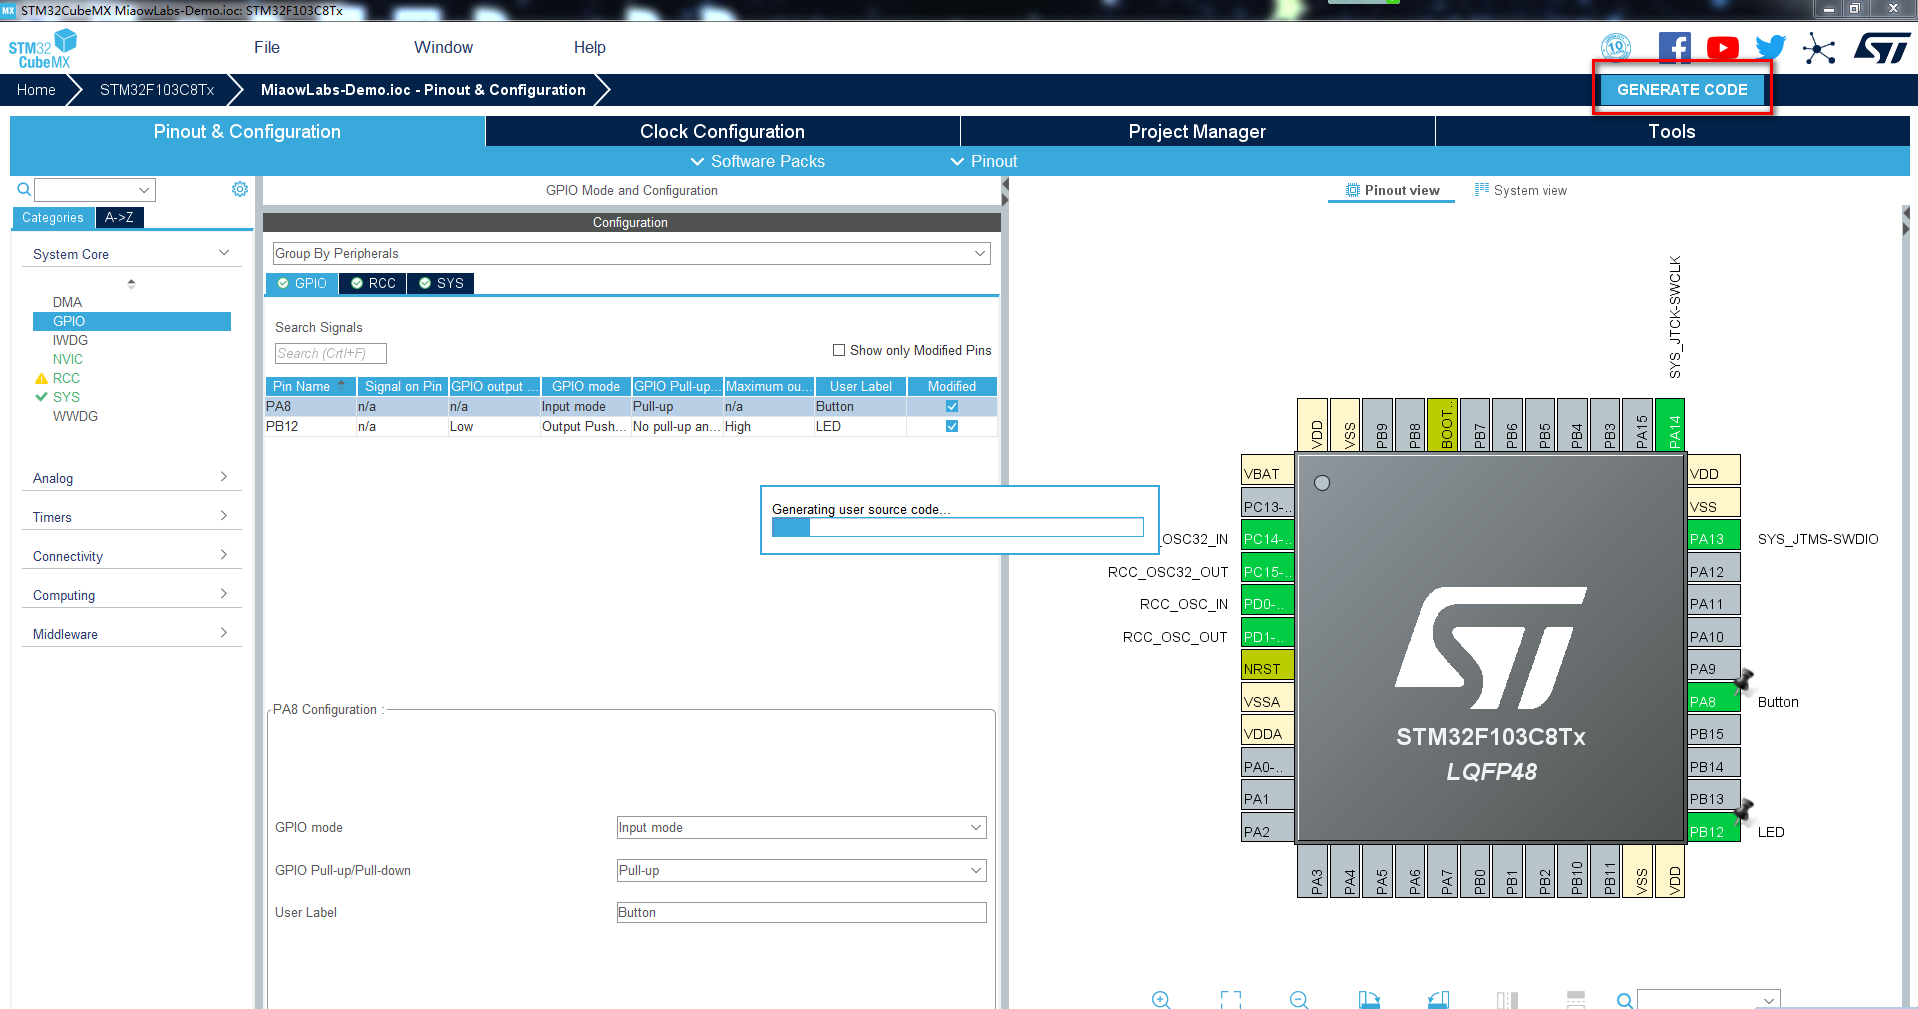 MX STM32CubeMX MiaowLabs-Demo.ioc: STM32F103C8Tx
STM32
CubeMX
File
Window
Help
10
ST
Home
STM32F103C8Tx
MiaowLabs-Demo.ioc - Pinout & Configuration
GENERATE CODE
Pinout & Configuration
Clock Configuration
Project Manager
Tools
Software Packs
Pinout
Categories
A->Z
System Core
DMA
GPIO
IWDG
NVIC
RCC
SYS
WWDG
Analog
Timers
Connectivity
Computing
Middleware
GPIO Mode and Configuration
Configuration
Group By Peripherals
GPIO
RCC
SYS
Search Signals
Search (Crtl+F)
Show only Modified Pins
Pin Name Signal on Pin GPIO output ... GPIO mode GPIO Pull-up... Maximum ou... User Label Modified
PA8 n/a n/a Input mode Pull-up n/a Button
PB12 n/a Low Output Push... No pull-up an... High LED
Generating user source code...
PA8 Configuration :
GPIO mode
Input mode
GPIO Pull-up/Pull-down
Pull-up
User Label
Button
Pinout view
System view
SYS_JTCK-SWCLK
VDD
VSS
PB9
PB8
BOOT..
PB7
PB6
PB5
PB4
PB3
PA15
PA14
VBAT
PC13-..
_OSC32_IN PC14-..
RCC_OSC32_OUT PC15-..
RCC_OSC_IN PD0-..
RCC_OSC_OUT PD1-..
NRST
VSSA
VDDA
PA0-..
PA1
PA2
ST
STM32F103C8Tx
LQFP48
VDD
VSS
PA13 SYS_JTMS-SWDIO
PA12
PA11
PA10
PA9
PA8 Button
PB15
PB14
PB13
PB12 LED
PA3
PA4
PA5
PA6
PA7
PB0
PB1
PB2
PB10
PB11
VSS
VDD